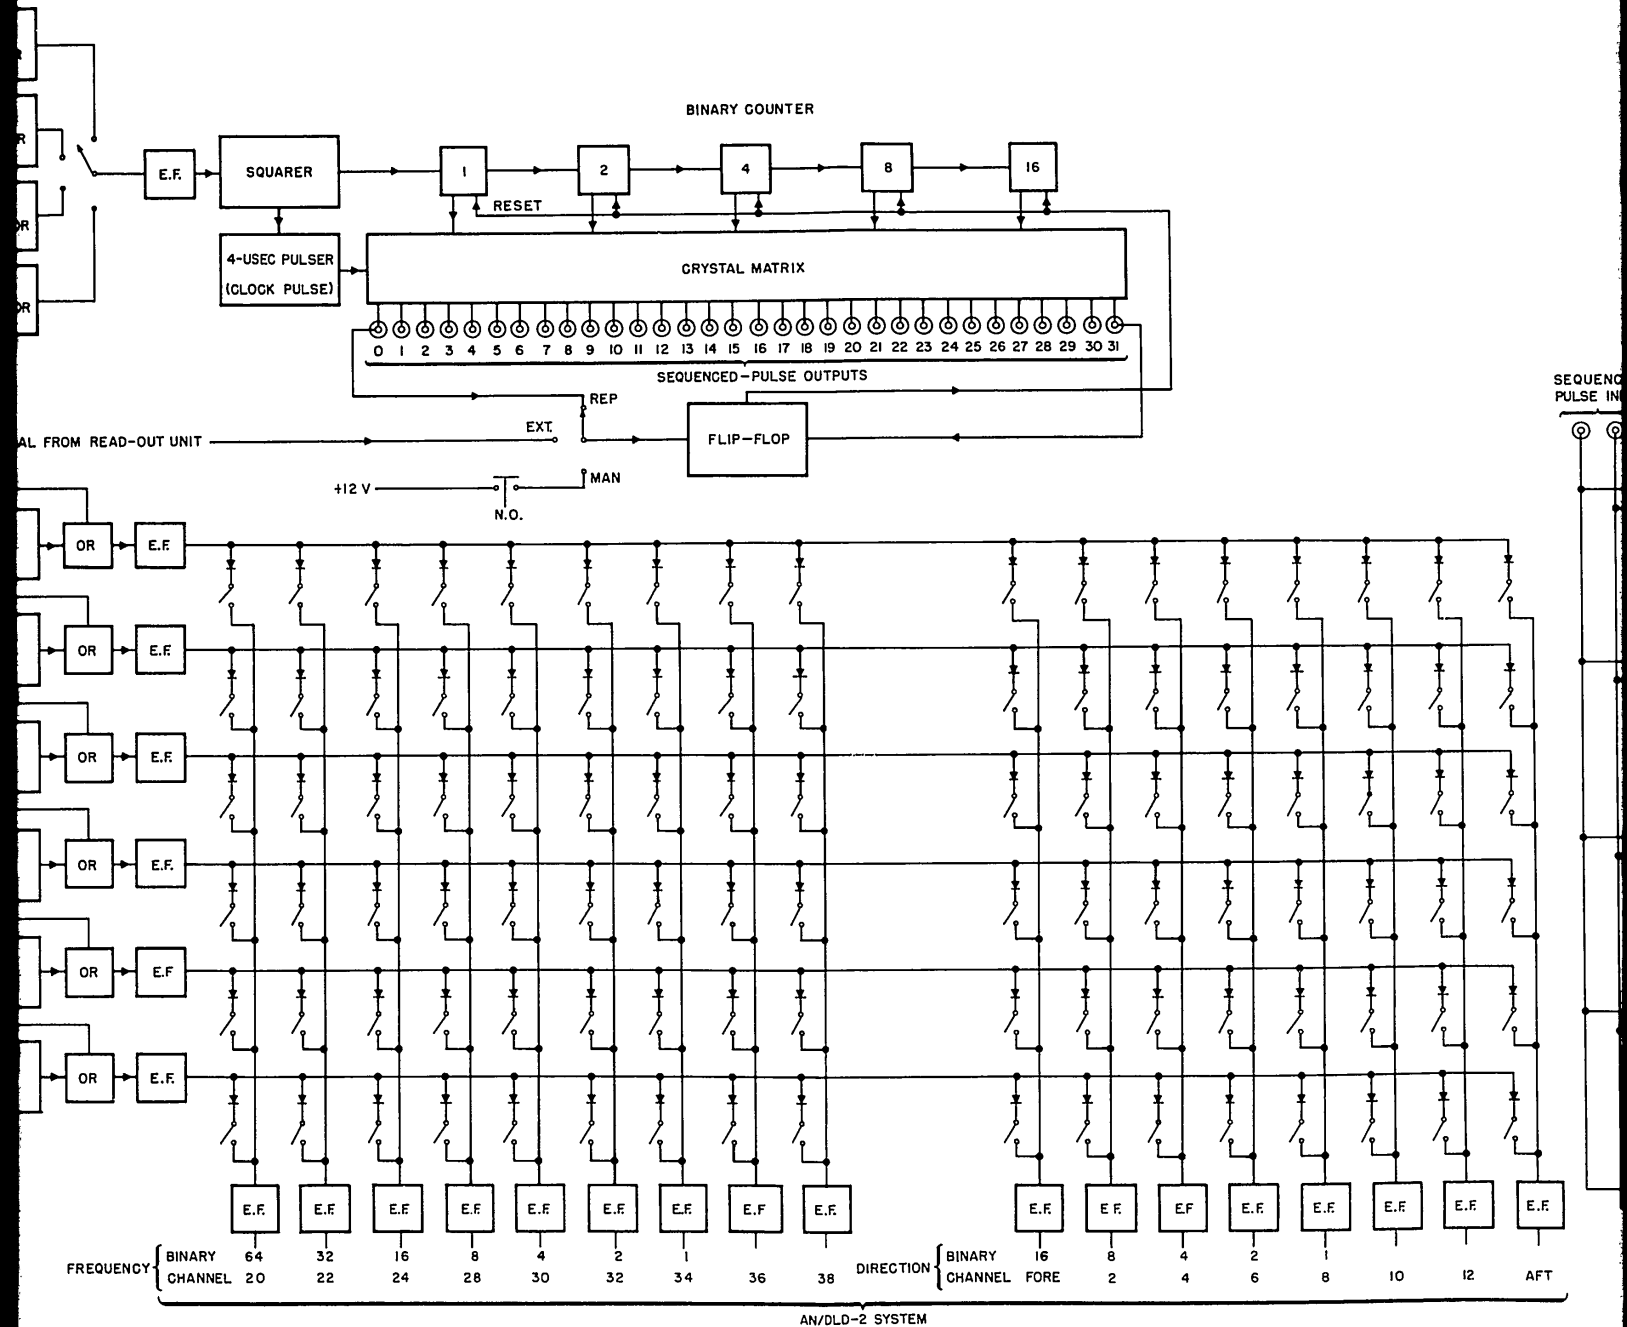 BINARY COUNTER
R
R
OR
OR
E.F.
SQUARER
1
2
4
8
16
RESET
4-USEC PULSER
(CLOCK PULSE)
CRYSTAL MATRIX
0 1 2 3 4 5 6 7 8 9 10 11 12 13 14 15 16 17 18 19 20 21 22 23 24 25 26 27 28 29 30 31
SEQUENCED-PULSE OUTPUTS
SEQUENC
PULSE IN
REP
EXT.
AL FROM READ-OUT UNIT
FLIP-FLOP
MAN
+12 V
N.O.
OR E.F.
OR E.F.
OR E.F.
OR E.F.
OR E.F
OR E.F.
E.F. E.F. E.F. E.F. E.F. E.F. E.F. E.F E.F. E.F. E F. E.F E.F. E.F. E.F. E.F. E.F.
FREQUENCY
BINARY 64 32 16 8 4 2 1
CHANNEL 20 22 24 28 30 32 34 36 38
DIRECTION
BINARY 16 8 4 2 1
CHANNEL FORE 2 4 6 8 10 12 AFT
AN/DLD-2 SYSTEM